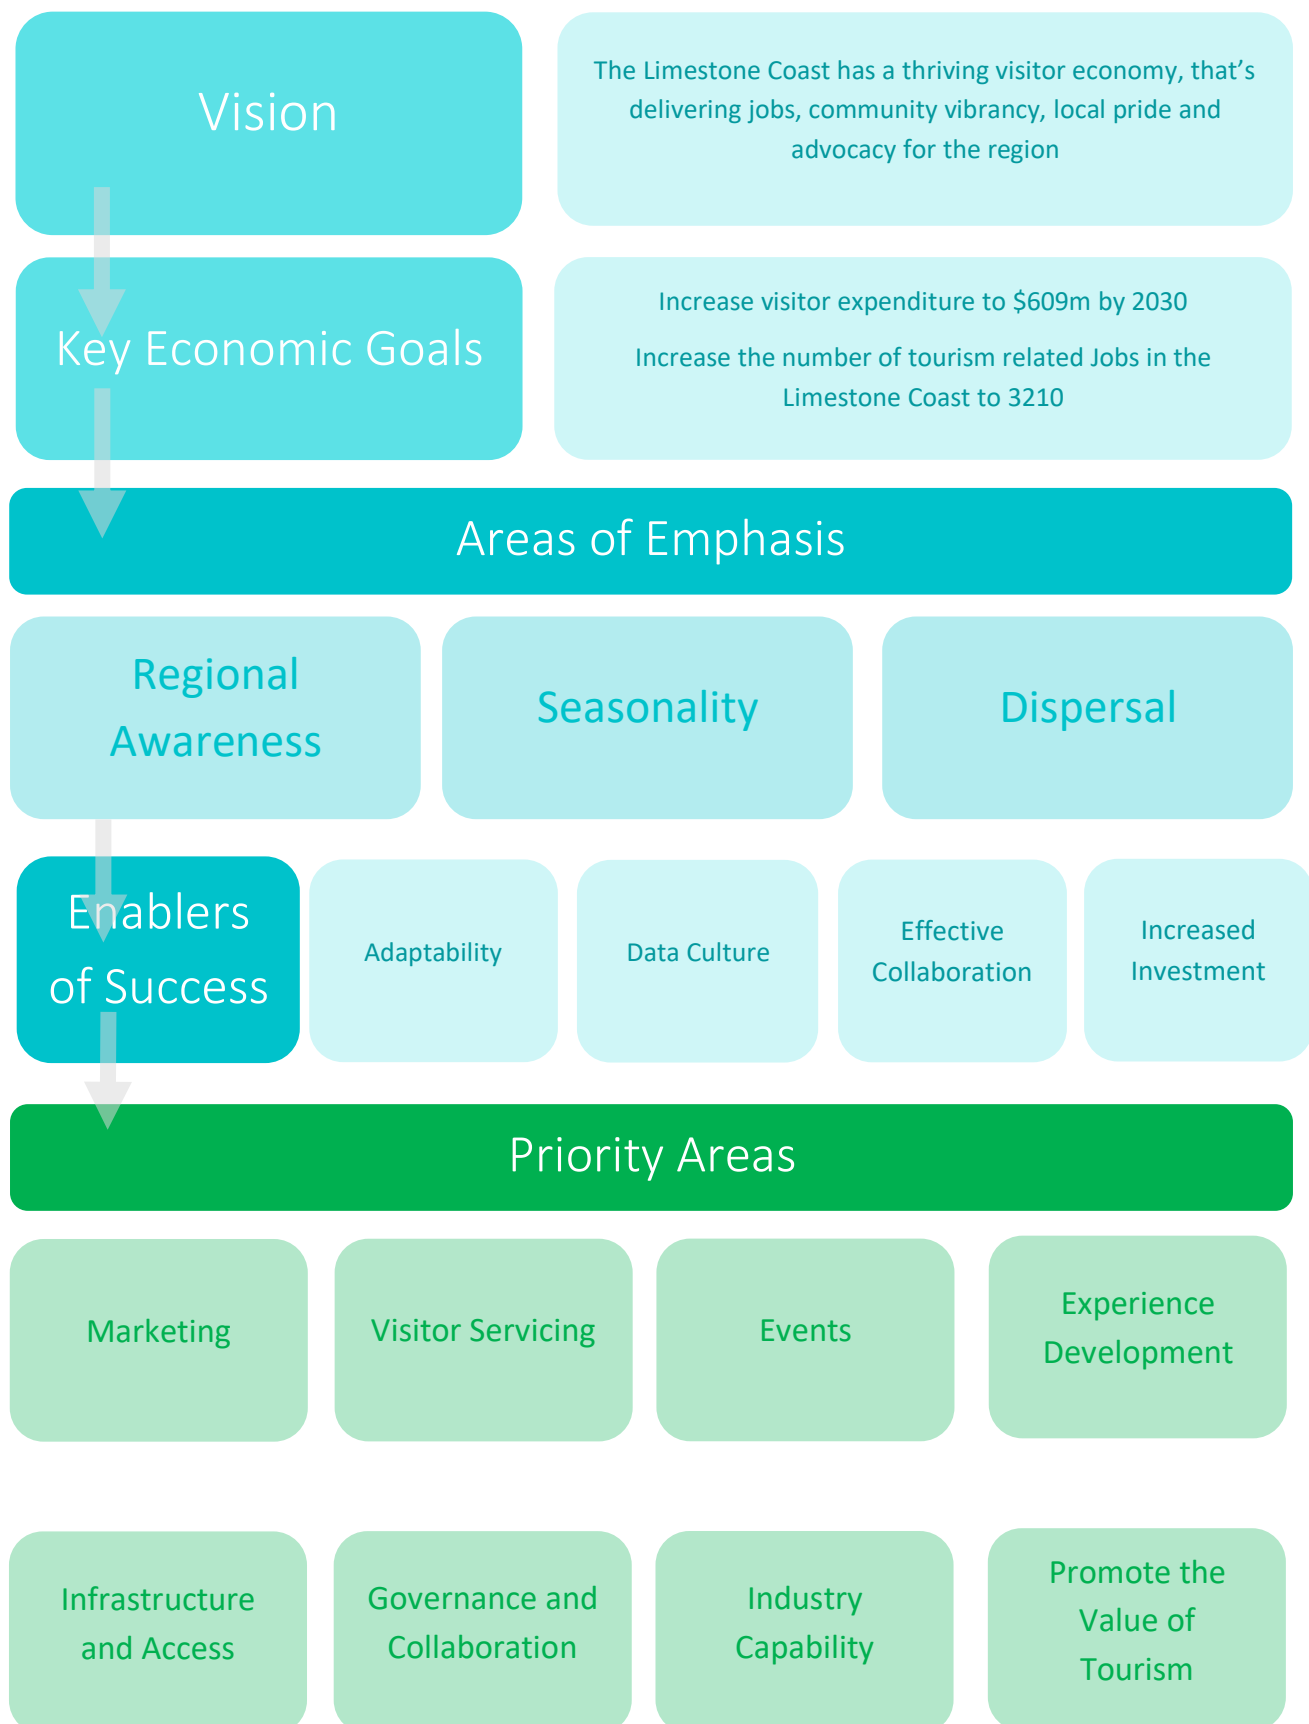 Vision
The Limestone Coast has a thriving visitor economy, that’s
delivering jobs, community vibrancy, local pride and
advocacy for the region
Key Economic Goals
Increase visitor expenditure to $609m by 2030
Increase the number of tourism related Jobs in the
Limestone Coast to 3210
Areas of Emphasis
Regional
Awareness
Seasonality
Dispersal
Enablers
of Success
Adaptability
Data Culture
Effective
Collaboration
Increased
Investment
Priority Areas
Marketing
Visitor Servicing
Events
Experience
Development
Infrastructure
and Access
Governance and
Collaboration
Industry
Capability
Promote the
Value of
Tourism